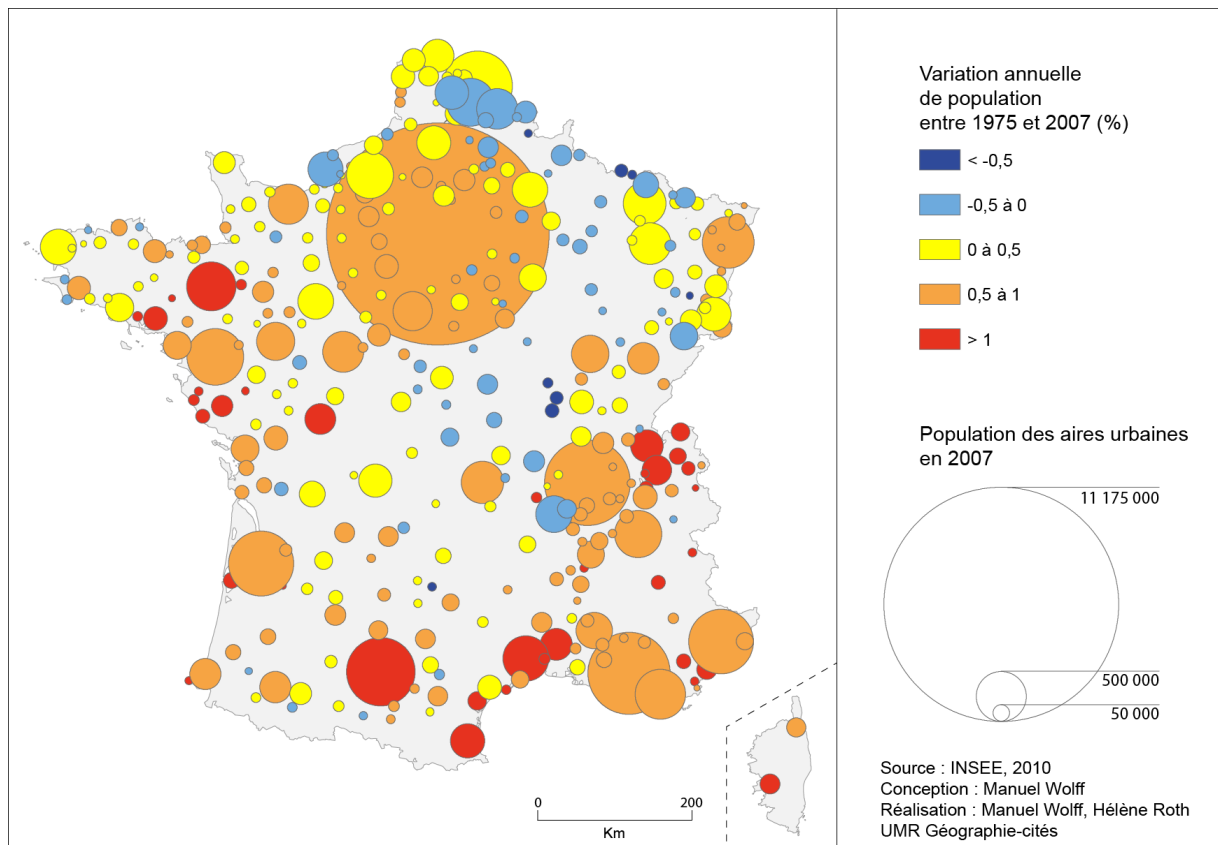 Variation annuelle
de population
entre 1975 et 2007 (%)
< -0,5
-0,5 à 0
0 à 0,5
0,5 à 1
> 1
Population des aires urbaines
en 2007
11 175 000
500 000
50 000
0 200
Km
Source : INSEE, 2010
Conception : Manuel Wolff
Réalisation : Manuel Wolff, Hélène Roth
UMR Géographie-cités